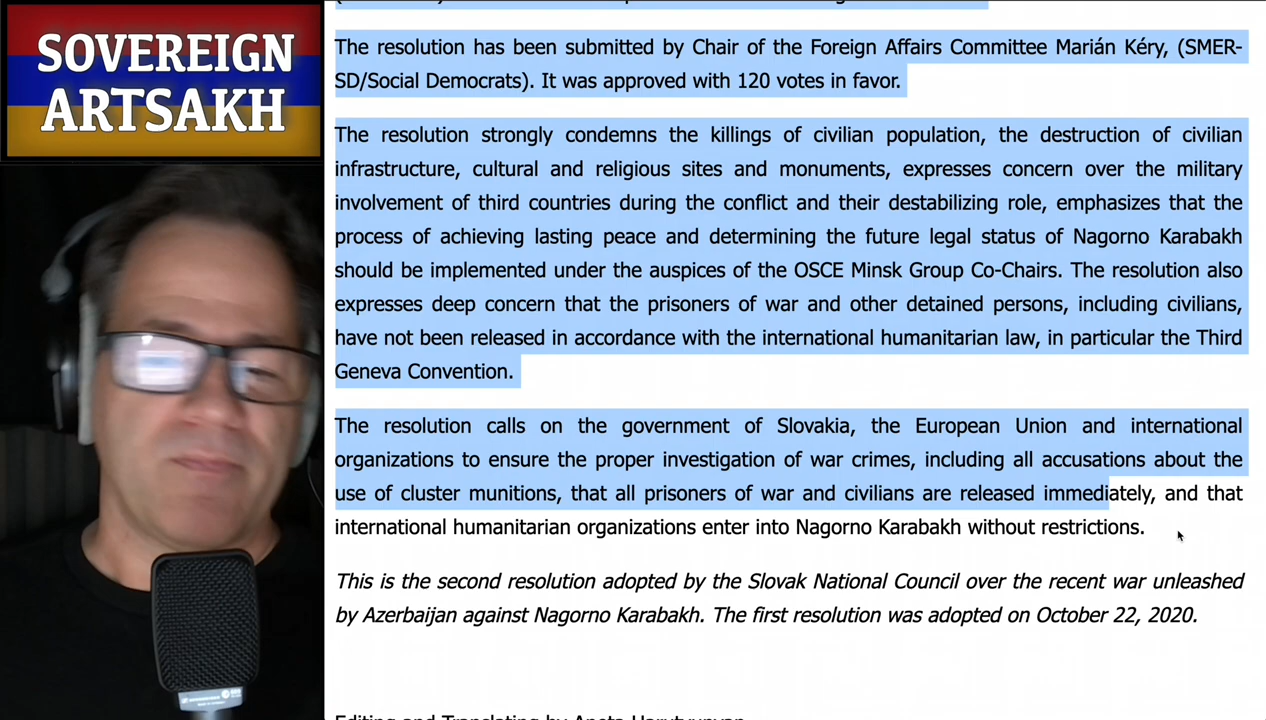 SOVEREIGN
ARTSAKH
The resolution has been submitted by Chair of the Foreign Affairs Committee Marián Kéry, (SMER-
SD/Social Democrats). It was approved with 120 votes in favor.
The resolution strongly condemns the killings of civilian population, the destruction of civilian
infrastructure, cultural and religious sites and monuments, expresses concern over the military
involvement of third countries during the conflict and their destabilizing role, emphasizes that the
process of achieving lasting peace and determining the future legal status of Nagorno Karabakh
should be implemented under the auspices of the OSCE Minsk Group Co-Chairs. The resolution also
expresses deep concern that the prisoners of war and other detained persons, including civilians,
have not been released in accordance with the international humanitarian law, in particular the Third
Geneva Convention.
The resolution calls on the government of Slovakia, the European Union and international
organizations to ensure the proper investigation of war crimes, including all accusations about the
use of cluster munitions, that all prisoners of war and civilians are released immediately, and that
international humanitarian organizations enter into Nagorno Karabakh without restrictions.
This is the second resolution adopted by the Slovak National Council over the recent war unleashed
by Azerbaijan against Nagorno Karabakh. The first resolution was adopted on October 22, 2020.
Editing and Translating by Aneta Harutyunyan